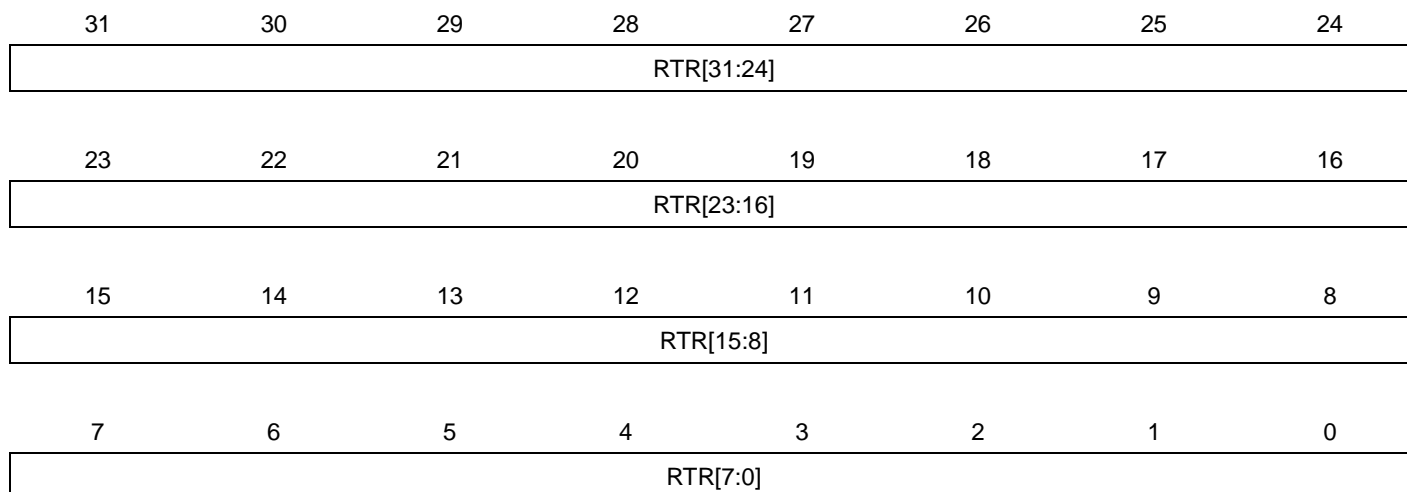 31 30 29 28 27 26 25 24
RTR[31:24]
23 22 21 20 19 18 17 16
RTR[23:16]
15 14 13 12 11 10 9 8
RTR[15:8]
7 6 5 4 3 2 1 0
RTR[7:0]